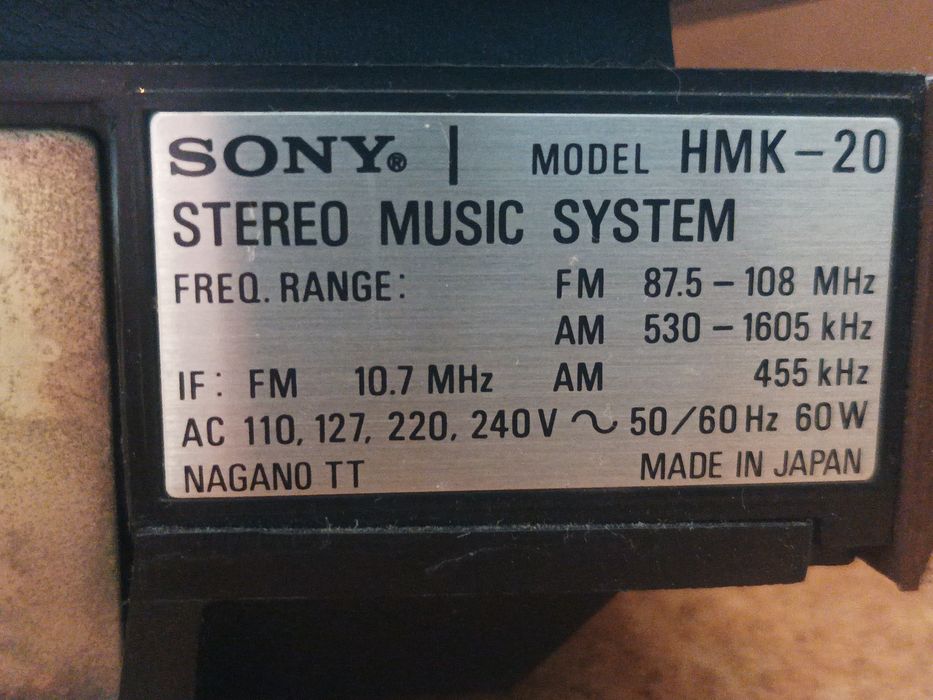 SONY® | MODEL HMK-20
STEREO MUSIC SYSTEM
FREQ. RANGE: FM 87.5 – 108 MHz
AM 530 – 1605 kHz
IF: FM 10.7 MHz AM 455 kHz
AC 110, 127, 220, 240 V ∿ 50/60 Hz 60 W
NAGANO TT MADE IN JAPAN